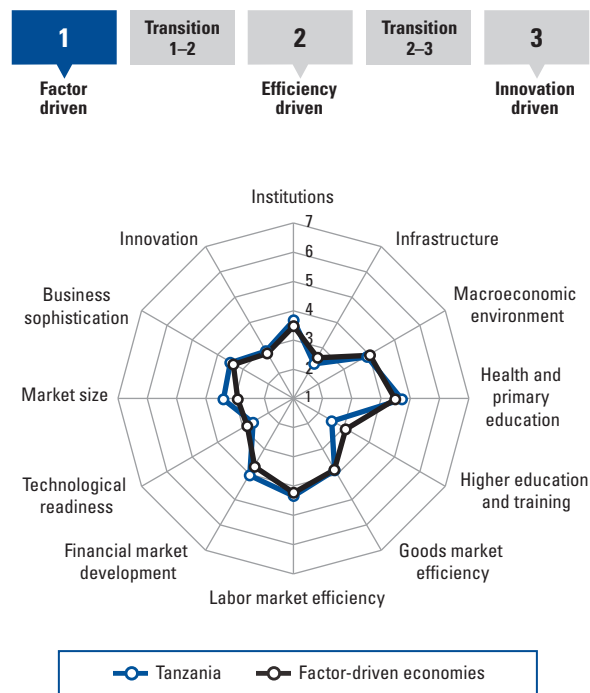 1
Transition
1–2
2
Transition
2–3
3
Factor
driven
Efficiency
driven
Innovation
driven
Institutions
7
6
5
4
3
2
1
Infrastructure
Macroeconomic
environment
Health and
primary
education
Higher education
and training
Goods market
efficiency
Labor market efficiency
Financial market
development
Technological
readiness
Market size
Business
sophistication
Innovation
Tanzania
Factor-driven economies